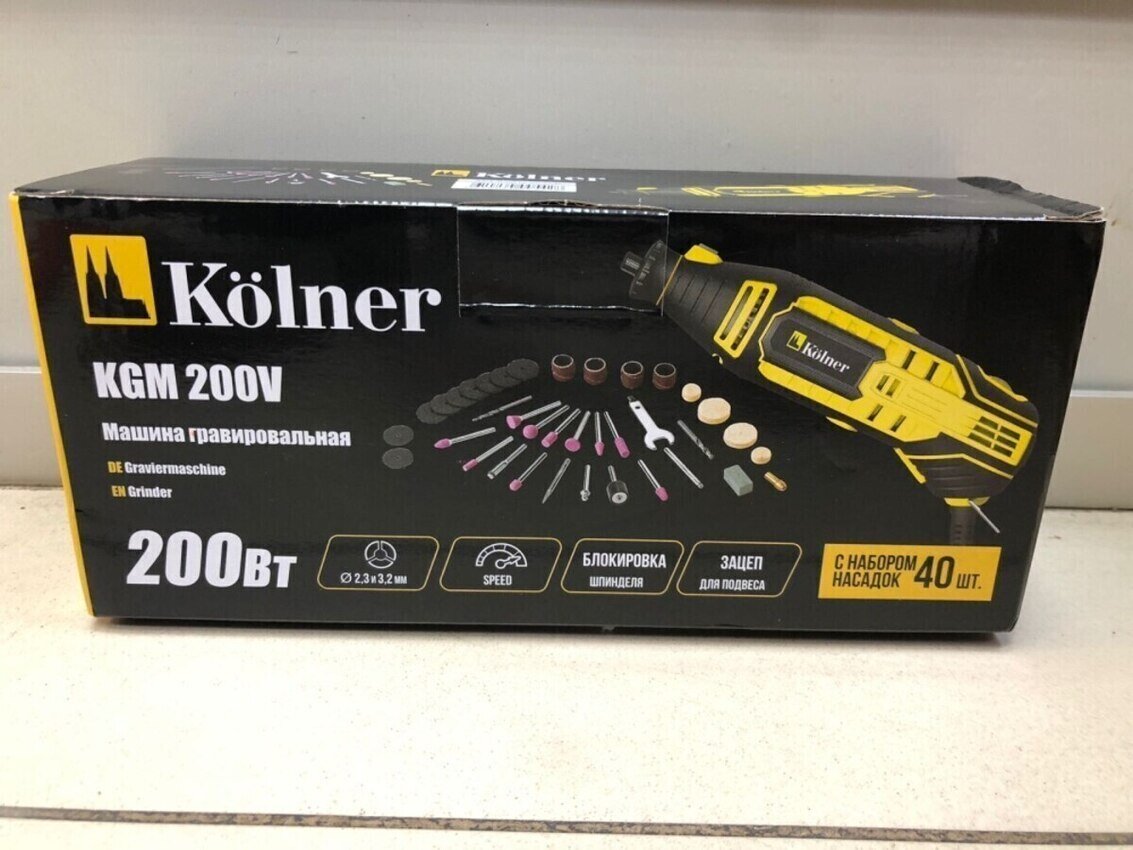 Kölner
Kölner
KGM 200V
Машина гравировальная
DE Graviermaschine
EN Grinder
Kölner
200Вт
Ø 2,3 и 3,2 мм
SPEED
БЛОКИРОВКА
ШПИНДЕЛЯ
ЗАЦЕП
ДЛЯ ПОДВЕСА
С НАБОРОМ
НАСАДОК 40 ШТ.